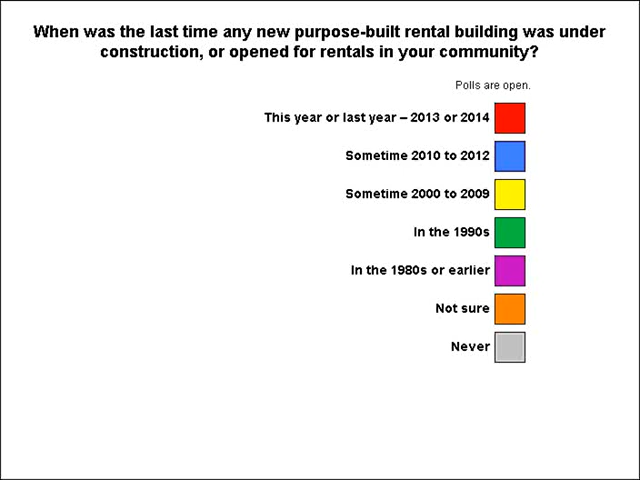 When was the last time any new purpose-built rental building was under
construction, or opened for rentals in your community?
Polls are open.
This year or last year – 2013 or 2014
Sometime 2010 to 2012
Sometime 2000 to 2009
In the 1990s
In the 1980s or earlier
Not sure
Never